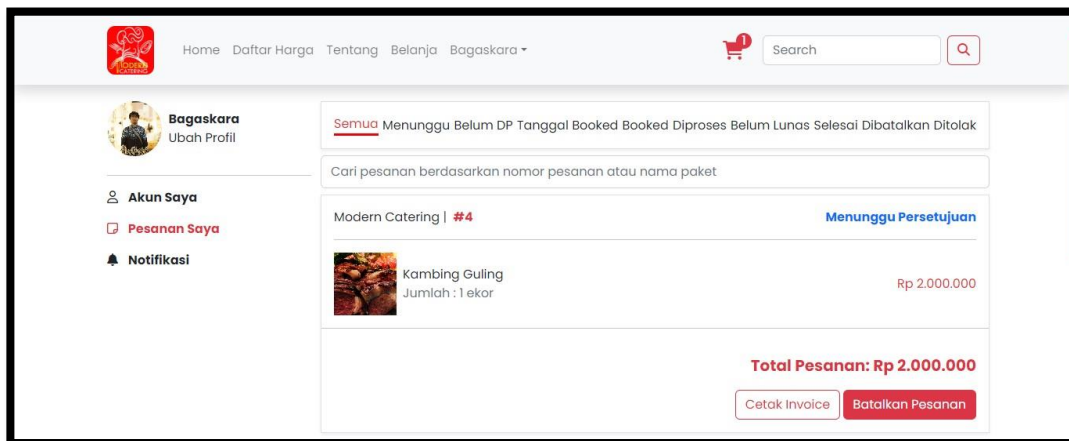 MODERN
CATERING
Home Daftar Harga Tentang Belanja Bagaskara
1
Search
Bagaskara
Ubah Profil
Akun Saya
Pesanan Saya
Notifikasi
Semua Menunggu Belum DP Tanggal Booked Booked Diproses Belum Lunas Selesai Dibatalkan Ditolak
Cari pesanan berdasarkan nomor pesanan atau nama paket
Modern Catering | #4 Menunggu Persetujuan
Kambing Guling
Jumlah : 1 ekor
Rp 2.000.000
Total Pesanan: Rp 2.000.000
Cetak Invoice Batalkan Pesanan